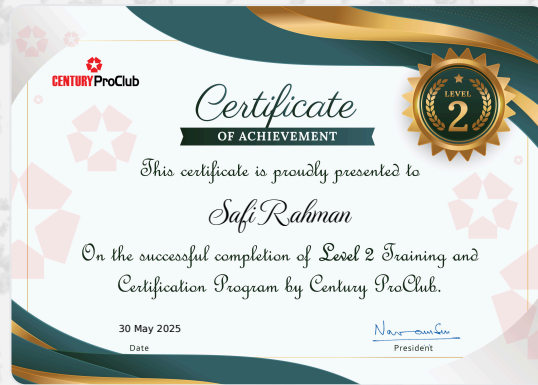 CENTURY ProClub
Certificate
OF ACHIEVEMENT
LEVEL
2
This certificate is proudly presented to
Safi Rahman
On the successful completion of Level 2 Training and
Certification Program by Century ProClub.
30 May 2025
Date
President